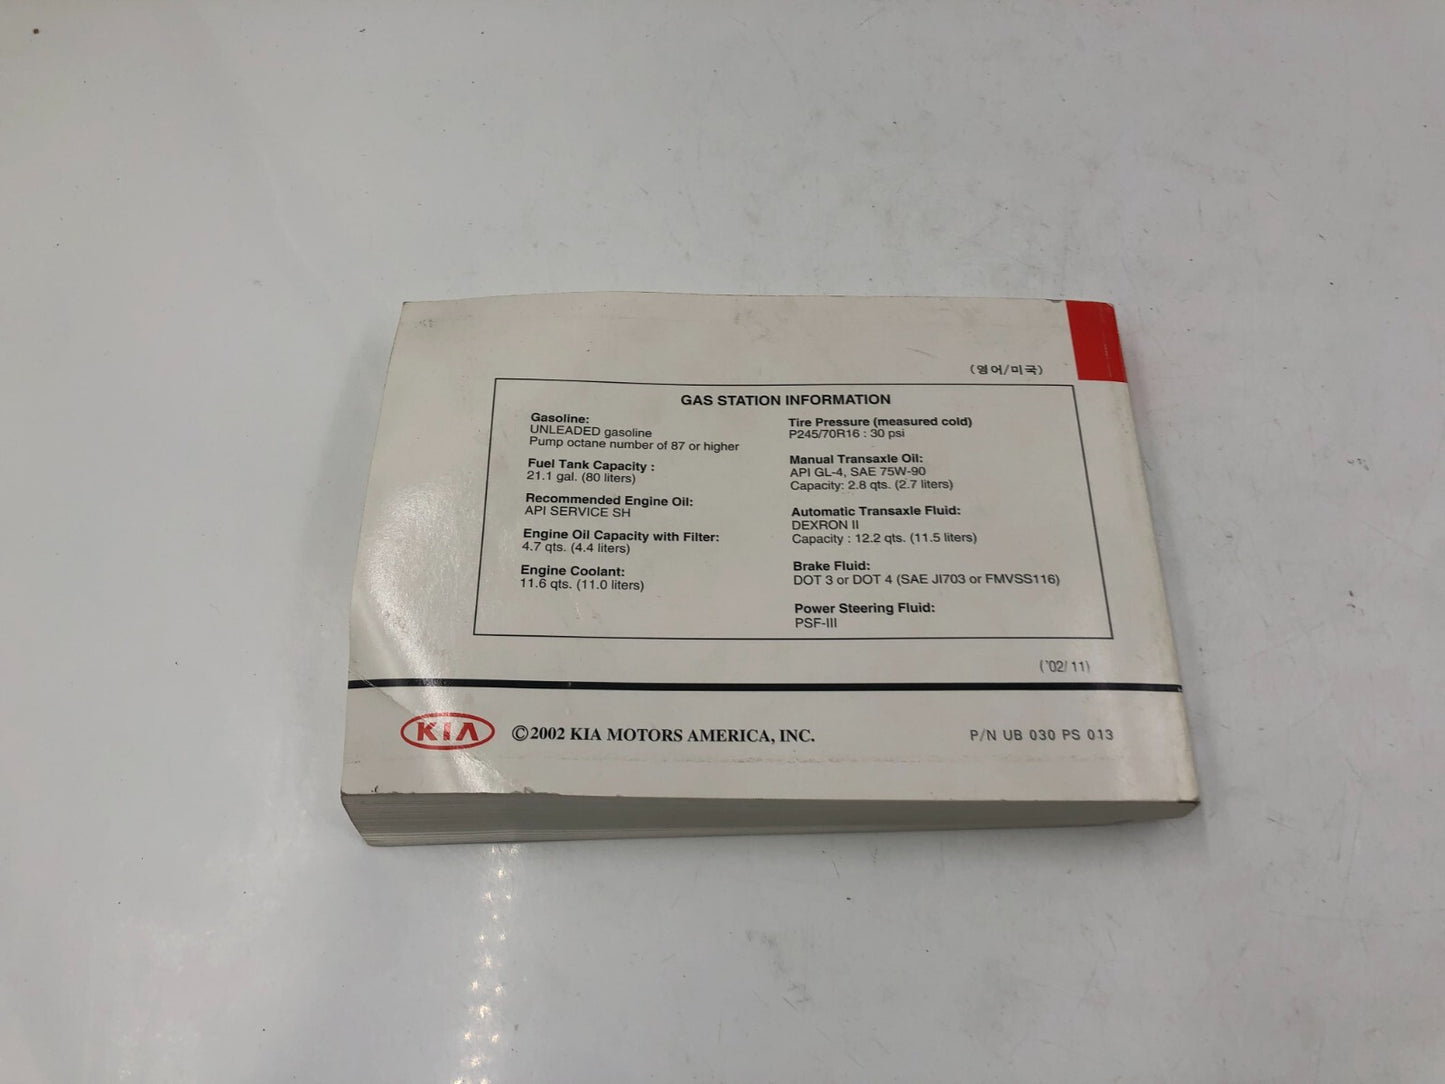 (영어/미국)
GAS STATION INFORMATION
Gasoline:
UNLEADED gasoline
Pump octane number of 87 or higher
Fuel Tank Capacity :
21.1 gal. (80 liters)
Recommended Engine Oil:
API SERVICE SH
Engine Oil Capacity with Filter:
4.7 qts. (4.4 liters)
Engine Coolant:
11.6 qts. (11.0 liters)
Tire Pressure (measured cold)
P245/70R16 : 30 psi
Manual Transaxle Oil:
API GL-4, SAE 75W-90
Capacity: 2.8 qts. (2.7 liters)
Automatic Transaxle Fluid:
DEXRON II
Capacity : 12.2 qts. (11.5 liters)
Brake Fluid:
DOT 3 or DOT 4 (SAE JI703 or FMVSS116)
Power Steering Fluid:
PSF-III
('02/11)
KIA ©2002 KIA MOTORS AMERICA, INC.
P/N UB 030 PS 013